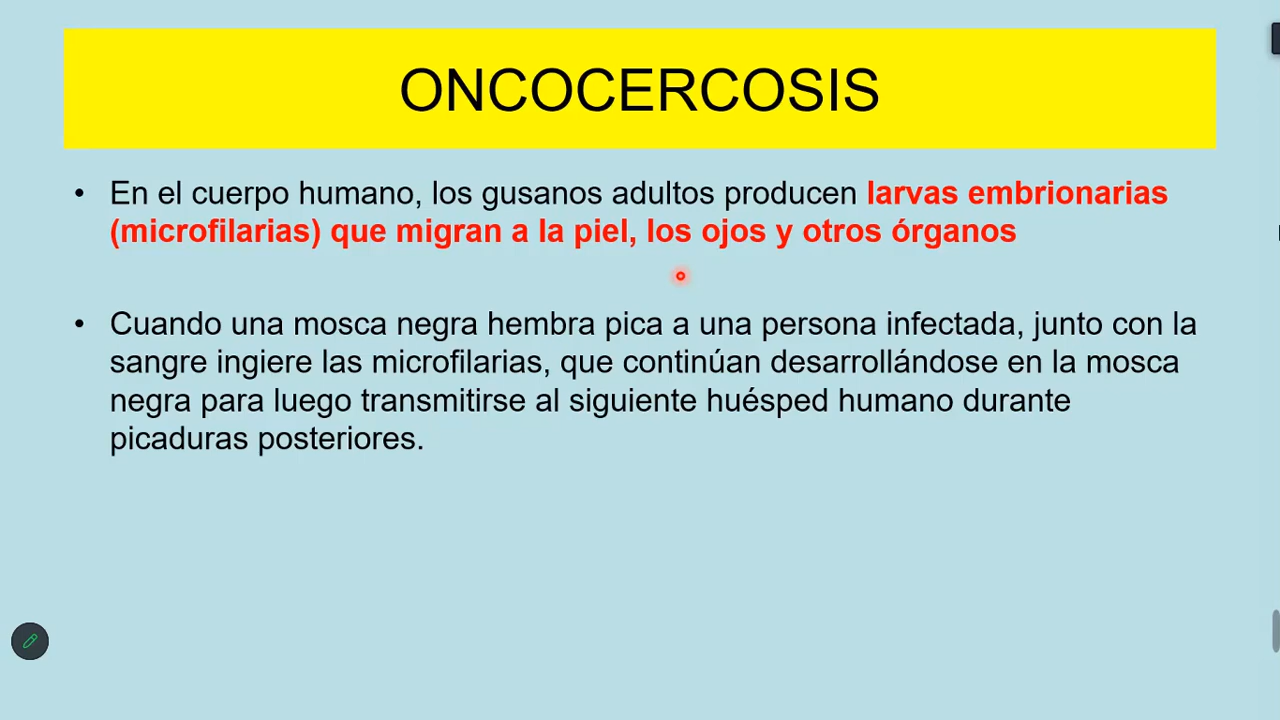 ONCOCERCOSIS
• En el cuerpo humano, los gusanos adultos producen larvas embrionarias
(microfilarias) que migran a la piel, los ojos y otros órganos
• Cuando una mosca negra hembra pica a una persona infectada, junto con la
sangre ingiere las microfilarias, que continúan desarrollándose en la mosca
negra para luego transmitirse al siguiente huésped humano durante
picaduras posteriores.